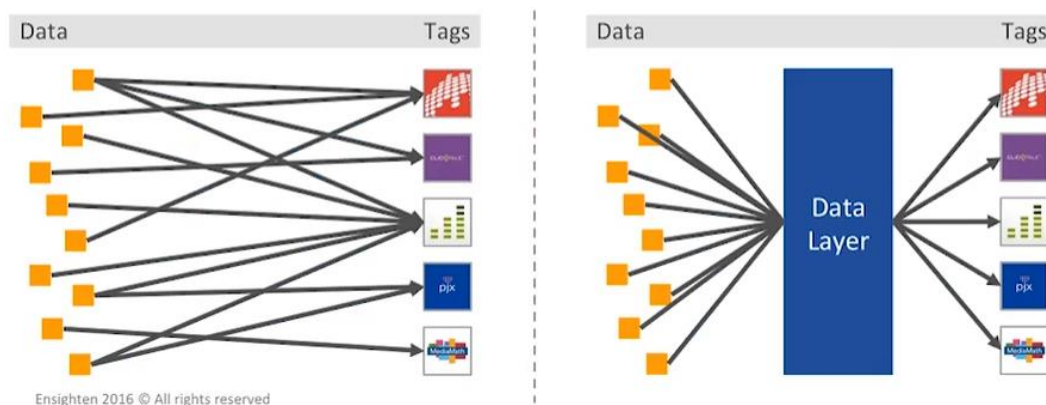 Data Tags
Data Tags
Data
Layer
pjx
MediaMath
pjx
MediaMath
Ensighten 2016 © All rights reserved